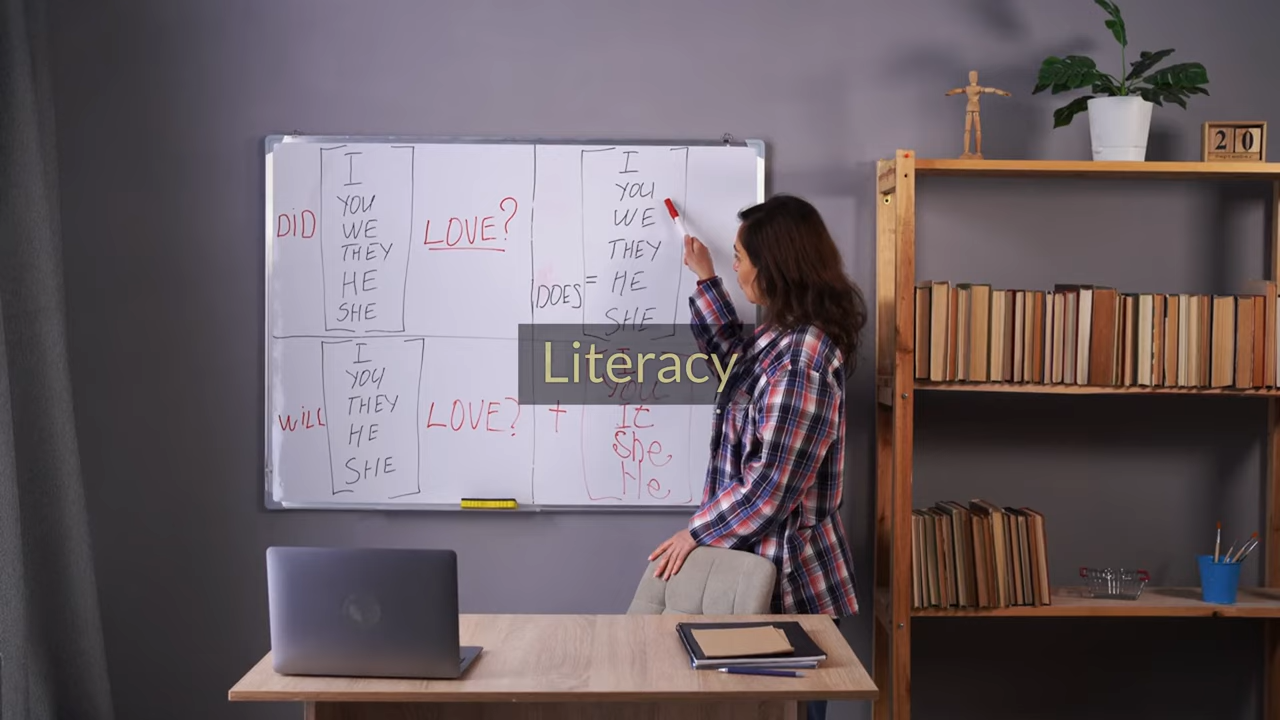 DID
I
YOU
WE
THEY
HE
SHE
LOVE?
DOES =
I
YOU
WE
THEY
HE
SHE
WILL
I
YOU
THEY
HE
SHE
LOVE?
+
I
YOU
It
She
He
Literacy
20